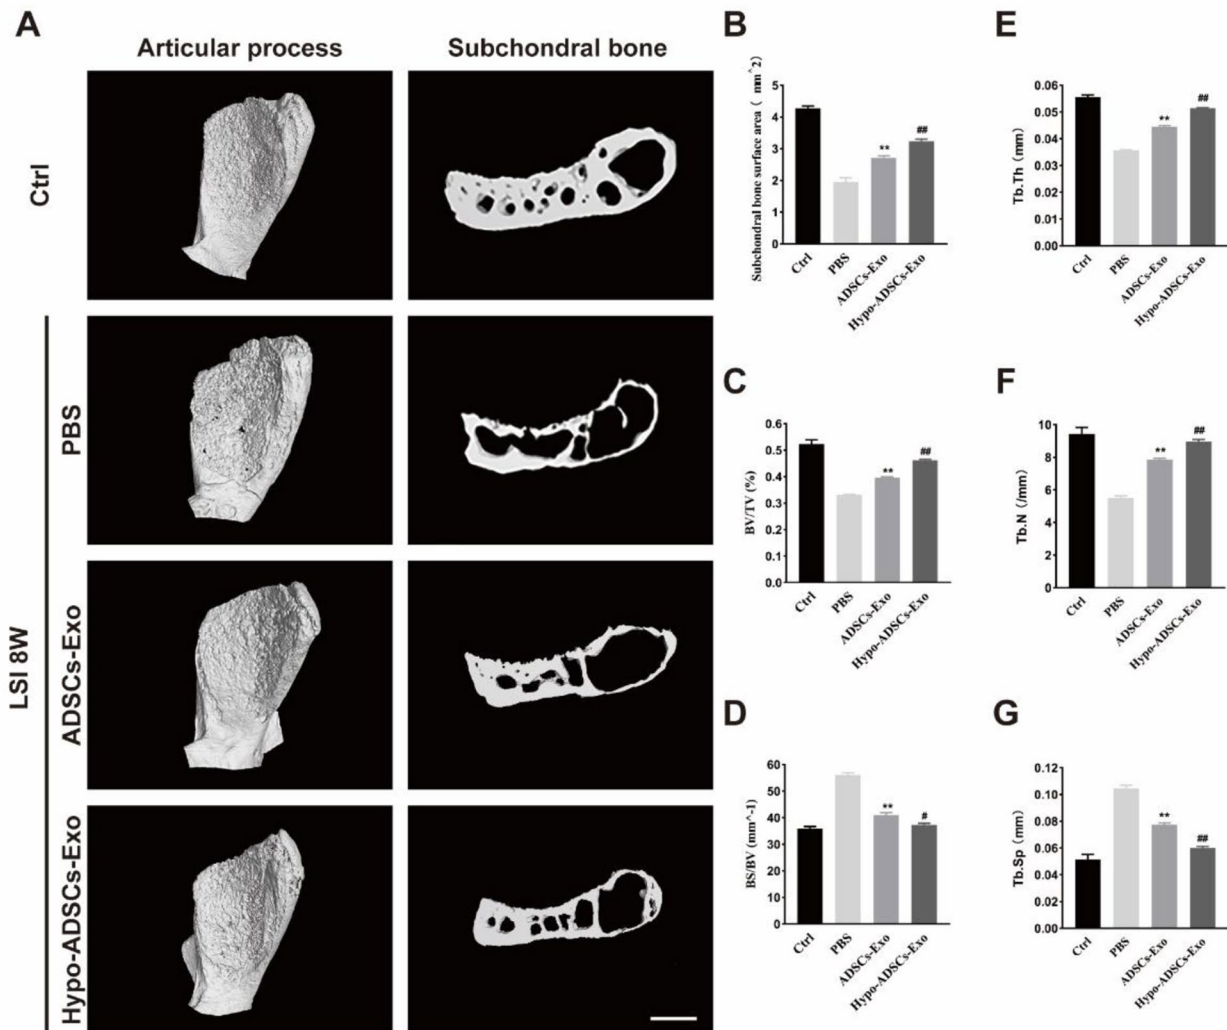 A
Articular process
Subchondral bone
Ctrl
LSI 8W
PBS
ADSCs-Exo
Hypo-ADSCs-Exo
B
Subchondral bone surface area ( mm^2)
5
4
3
2
1
0
**
##
Ctrl
PBS
ADSCs-Exo
Hypo-ADSCs-Exo
C
BV/TV (%)
0.6
0.5
0.4
0.3
0.2
0.1
0.0
**
##
Ctrl
PBS
ADSCs-Exo
Hypo-ADSCs-Exo
D
BS/BV (mm^-1)
60
50
40
30
20
10
0
**
#
Ctrl
PBS
ADSCs-Exo
Hypo-ADSCs-Exo
E
Tb.Th (mm)
0.06
0.05
0.04
0.03
0.02
0.01
0.00
**
##
Ctrl
PBS
ADSCs-Exo
Hypo-ADSCs-Exo
F
Tb.N (/mm)
10
8
6
4
2
0
**
##
Ctrl
PBS
ADSCs-Exo
Hypo-ADSCs-Exo
G
Tb.Sp (mm)
0.12
0.10
0.08
0.06
0.04
0.02
0.00
**
##
Ctrl
PBS
ADSCs-Exo
Hypo-ADSCs-Exo